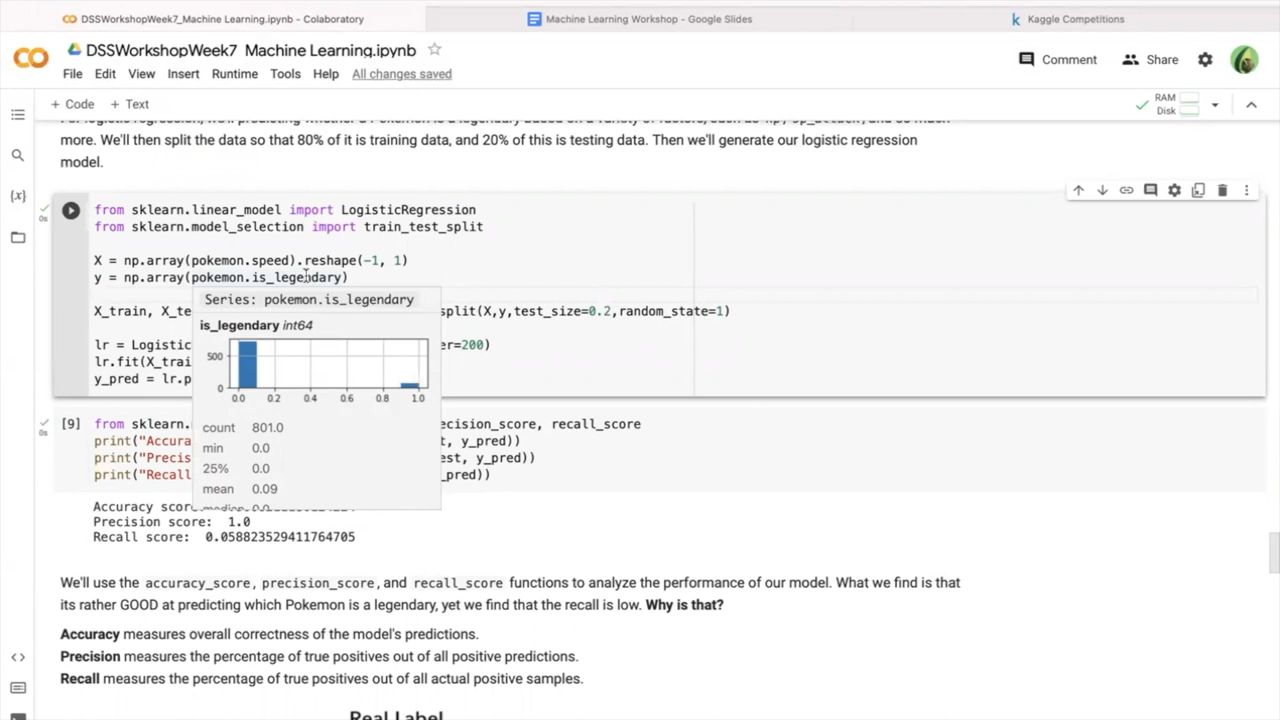 DSSWorkshopWeek7_Machine Learning.ipynb - Colaboratory
Machine Learning Workshop - Google Slides
Kaggle Competitions
DSSWorkshopWeek7 Machine Learning.ipynb
Comment
Share
File Edit View Insert Runtime Tools Help All changes saved
+ Code + Text
RAM
Disk
more. We'll then split the data so that 80% of it is training data, and 20% of this is testing data. Then we'll generate our logistic regression
model.
from sklearn.linear_model import LogisticRegression
from sklearn.model_selection import train_test_split
X = np.array(pokemon.speed).reshape(-1, 1)
y = np.array(pokemon.is_legendary)
Series: pokemon.is_legendary
X_train, X_te split(X,y,test_size=0.2,random_state=1)
is_legendary int64
lr = Logistic er=200)
lr.fit(X_trai
y_pred = lr.p
500
0
0.0 0.2 0.4 0.6 0.8 1.0
0s
count 801.0
min 0.0
25% 0.0
mean 0.09
[9] from sklearn. ecision_score, recall_score
print("Accura t, y_pred))
print("Precis est, y_pred))
print("Recall _pred))
0s
Accuracy score
Precision score: 1.0
Recall score: 0.058823529411764705
We'll use the accuracy_score, precision_score, and recall_score functions to analyze the performance of our model. What we find is that
its rather GOOD at predicting which Pokemon is a legendary, yet we find that the recall is low. Why is that?
Accuracy measures overall correctness of the model's predictions.
Precision measures the percentage of true positives out of all positive predictions.
Recall measures the percentage of true positives out of all actual positive samples.
Real Label